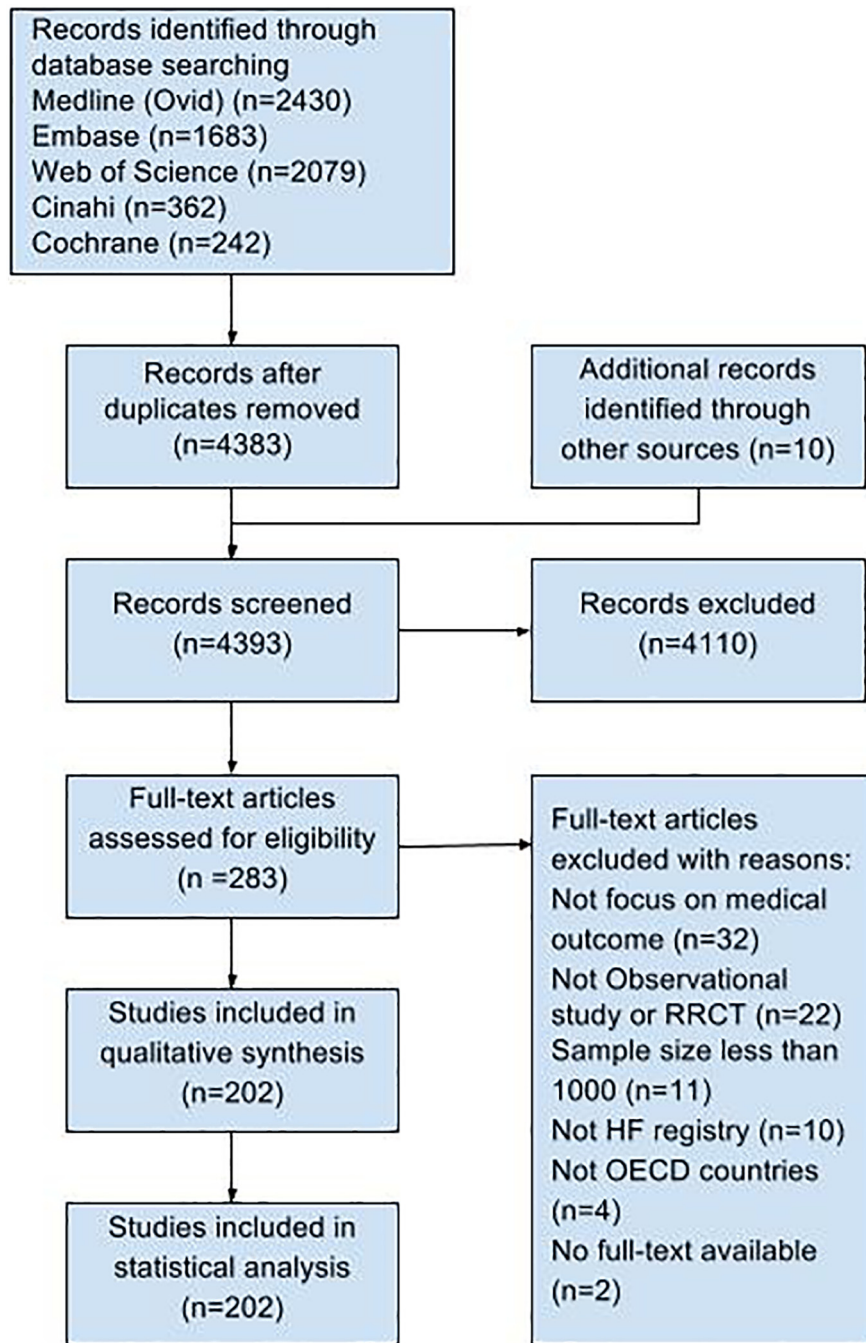 Records identified through
database searching
Medline (Ovid) (n=2430)
Embase (n=1683)
Web of Science (n=2079)
Cinahi (n=362)
Cochrane (n=242)
Records after
duplicates removed
(n=4383)
Additional records
identified through
other sources (n=10)
Records screened
(n=4393)
Records excluded
(n=4110)
Full-text articles
assessed for eligibility
(n =283)
Full-text articles
excluded with reasons:
Not focus on medical
outcome (n=32)
Not Observational
study or RRCT (n=22)
Sample size less than
1000 (n=11)
Not HF registry (n=10)
Not OECD countries
(n=4)
No full-text available
(n=2)
Studies included in
qualitative synthesis
(n=202)
Studies included in
statistical analysis
(n=202)